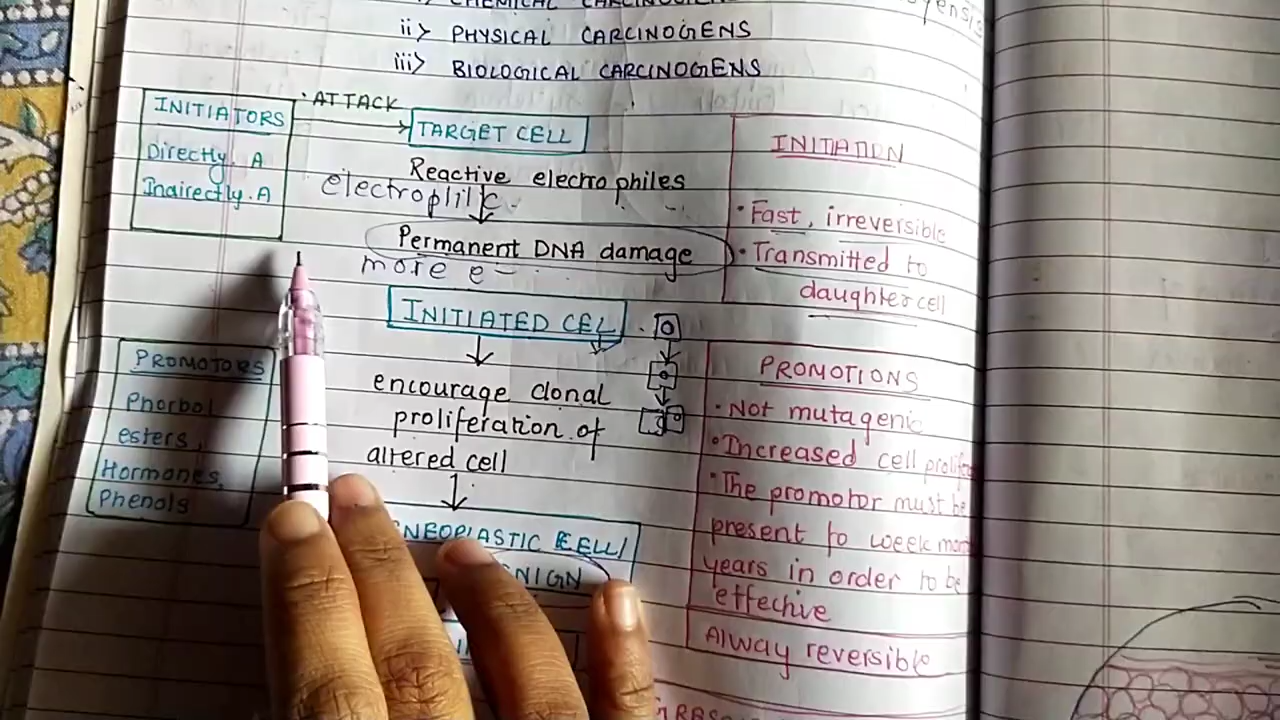 ii> PHYSICAL CARCINOGENS
iii> BIOLOGICAL CARCINOGENS
INITIATORS
Directly. A
Indairectly. A
ATTACK
TARGET CELL
Reactive electrophiles
electroplilic.
Permanent DNA damage
more e-
INITIATED CELL
encourage clonal
proliferation of
altered cell
NEOPLASTIC CELL/
INITIATION
• Fast, irreversible
• Transmitted to
daughter cell
PROMOTORS
Phorbol
esters,
Hormones,
Phenols
PROMOTIONS
• Not mutagenic
• Increased cell
• The promotor must be
present to week
years in order to be
effective
Alway reversible